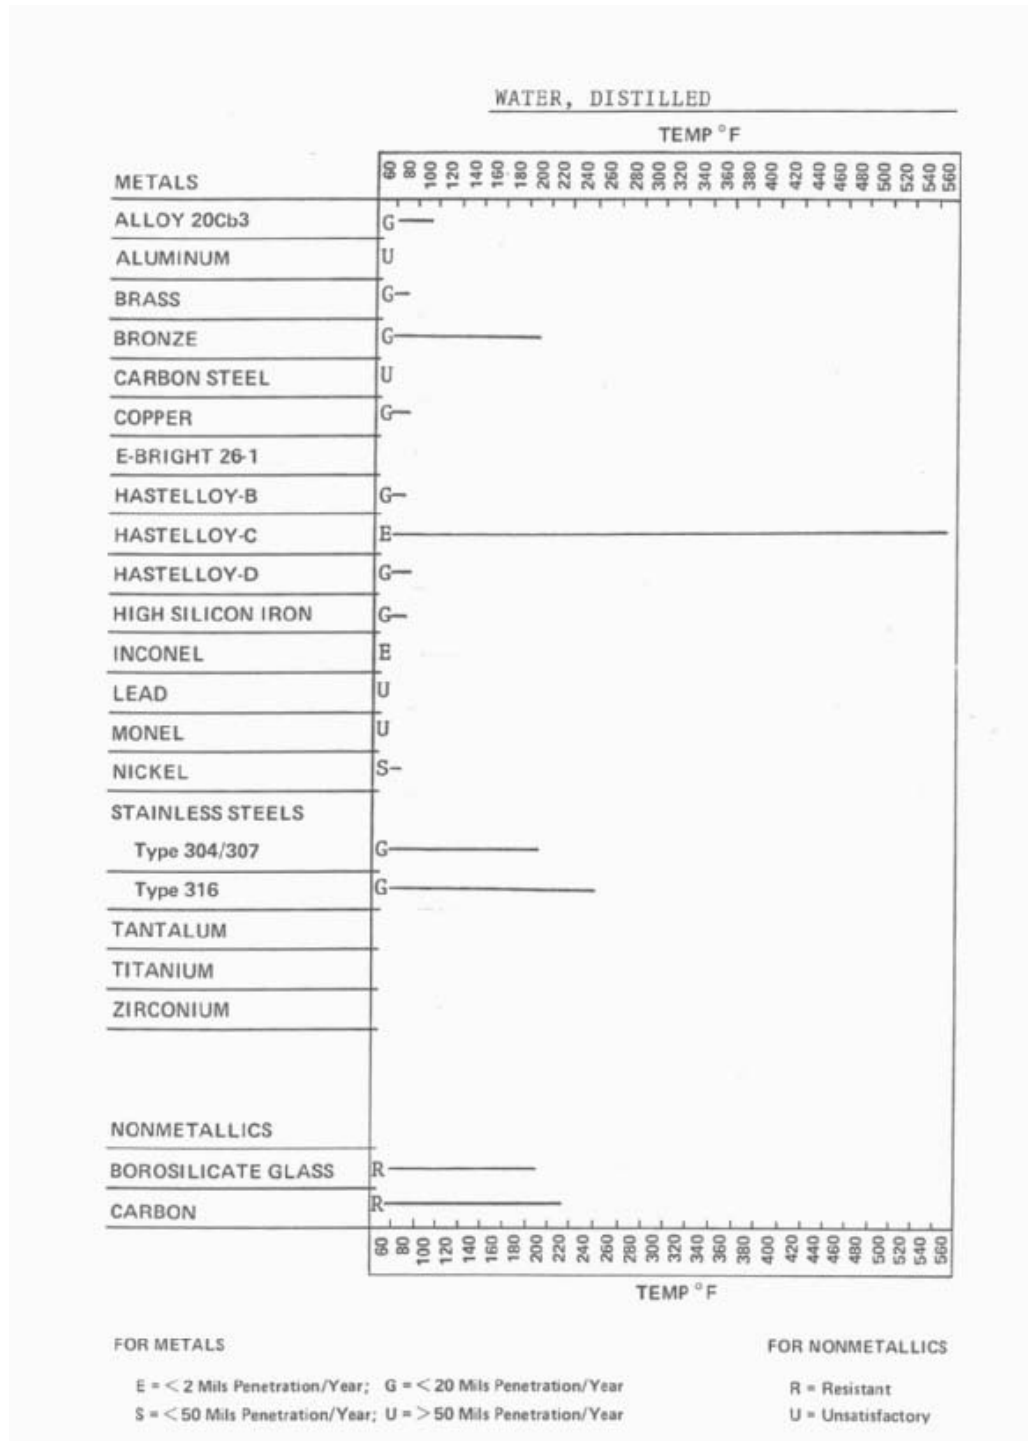 WATER, DISTILLED
TEMP °F
METALS 60 80 100 120 140 160 180 200 220 240 260 280 300 320 340 360 380 400 420 440 460 480 500 520 540 560
ALLOY 20Cb3 G
ALUMINUM U
BRASS G
BRONZE G
CARBON STEEL U
COPPER G
E-BRIGHT 26-1
HASTELLOY-B G
HASTELLOY-C E
HASTELLOY-D G
HIGH SILICON IRON G
INCONEL E
LEAD U
MONEL U
NICKEL S
STAINLESS STEELS
Type 304/307 G
Type 316 G
TANTALUM
TITANIUM
ZIRCONIUM
NONMETALLICS
BOROSILICATE GLASS R
CARBON R
60 80 100 120 140 160 180 200 220 240 260 280 300 320 340 360 380 400 420 440 460 480 500 520 540 560
TEMP °F
FOR METALS FOR NONMETALLICS
E = < 2 Mils Penetration/Year; G = < 20 Mils Penetration/Year R = Resistant
S = < 50 Mils Penetration/Year; U = > 50 Mils Penetration/Year U = Unsatisfactory